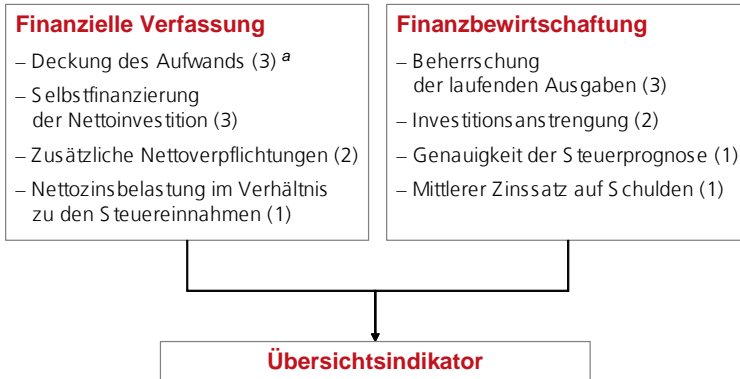 Finanzielle Verfassung
– Deckung des Aufwands (3) a
– Selbstfinanzierung
der Nettoinvestition (3)
– Zusätzliche Nettoverpflichtungen (2)
– Nettozinsbelastung im Verhältnis
zu den Steuereinnahmen (1)
Finanzbewirtschaftung
– Beherrschung
der laufenden Ausgaben (3)
– Investitionsanstrengung (2)
– Genauigkeit der Steuerprognose (1)
– Mittlerer Zinssatz auf Schulden (1)
Übersichtsindikator